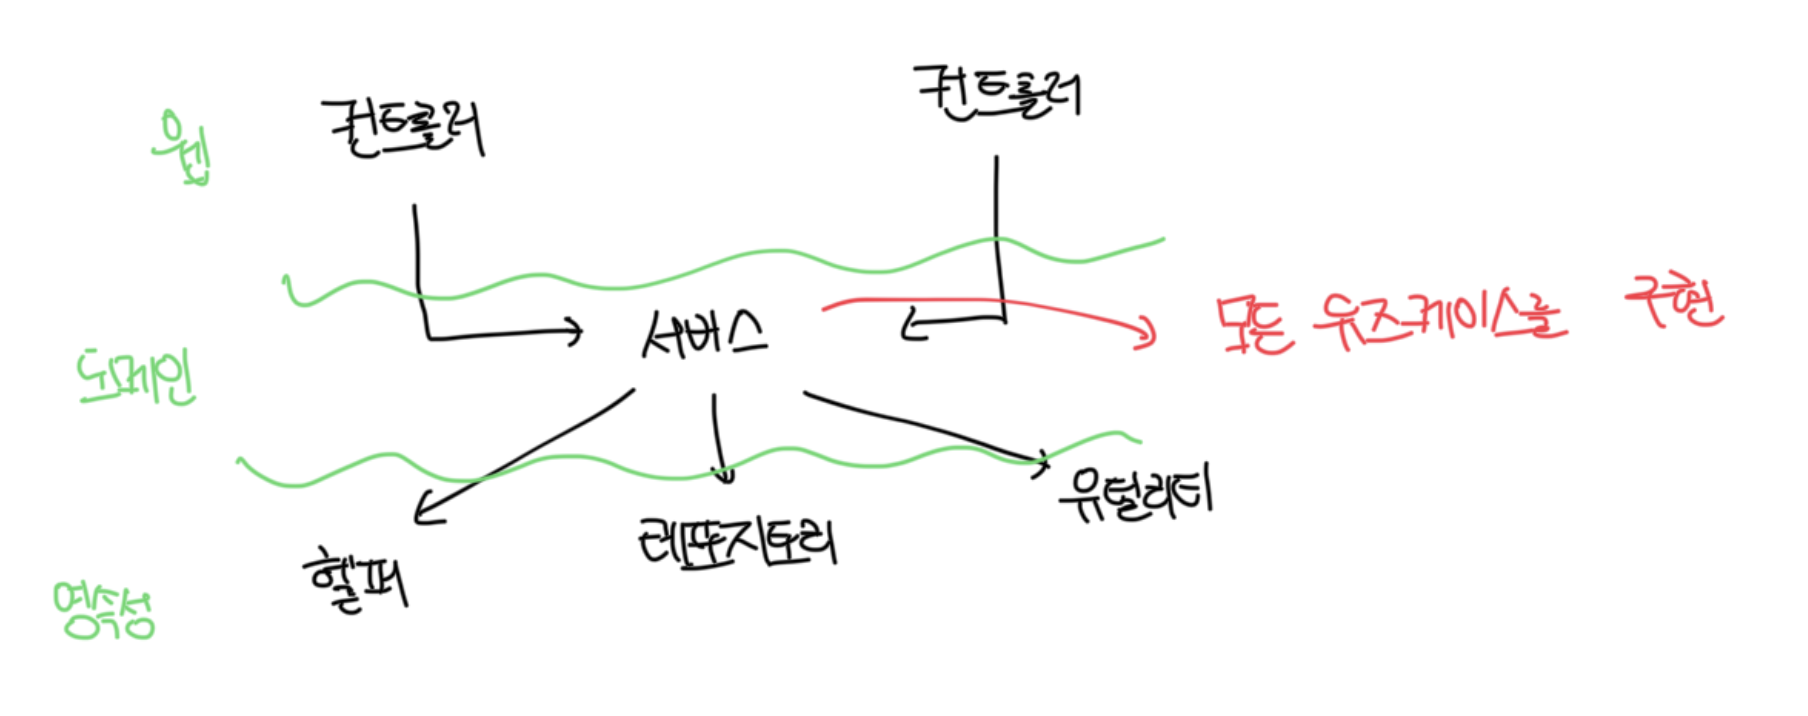 컨트롤러
웹
컨트롤러
모든 유즈케이스를 구현
서버스
도메인
유틸리티
레포지토리
헬퍼
영속성